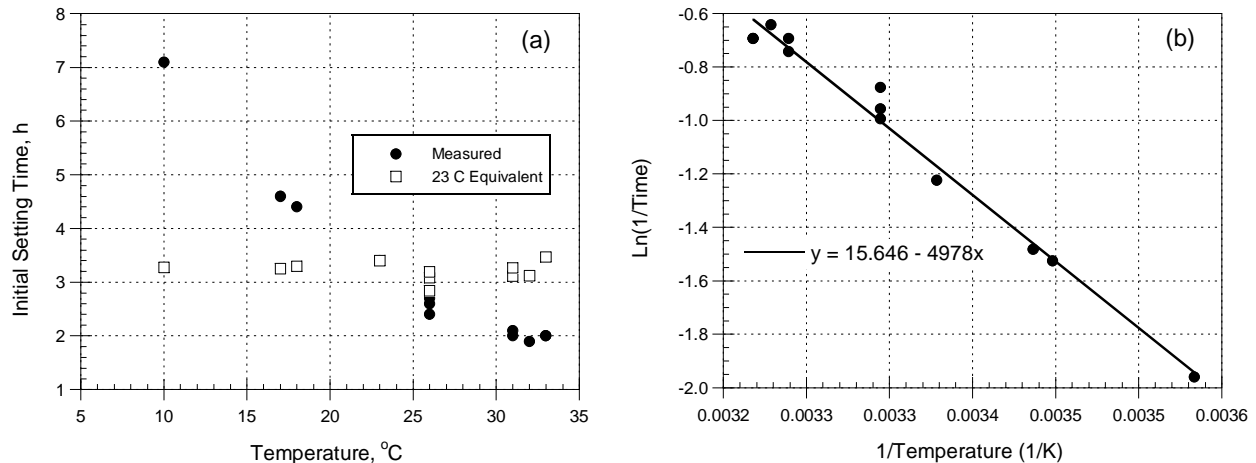 8
7
6
5
4
3
2
1
Initial Setting Time, h
(a)
Measured
23 C Equivalent
5 10 15 20 25 30 35
Temperature, °C
-0.6
-0.8
-1.0
-1.2
-1.4
-1.6
-1.8
-2.0
Ln(1/Time)
(b)
y = 15.646 - 4978x
0.0032 0.0033 0.0033 0.0034 0.0034 0.0035 0.0036
1/Temperature (1/K)